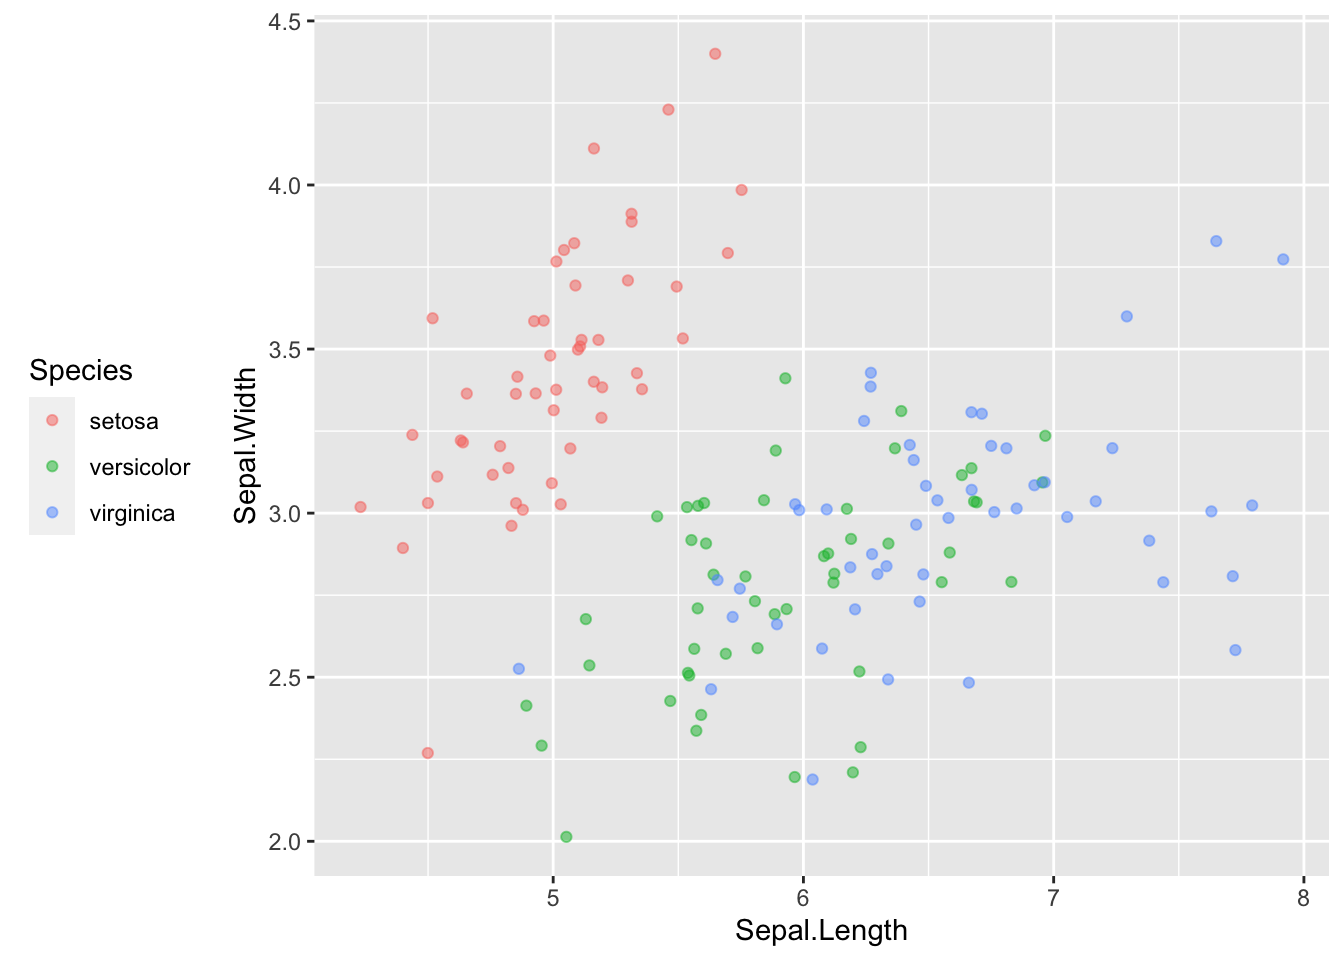 Species
setosa
versicolor
virginica
Sepal.Width
4.5
4.0
3.5
3.0
2.5
2.0
5 6 7 8
Sepal.Length